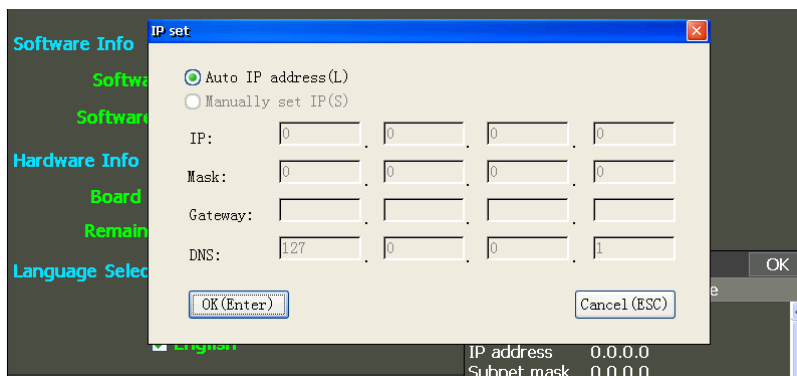 IP set
Software Info
Auto IP address(L)
Manually set IP(S)
IP: 0 . 0 . 0 . 0
Hardware Info
Mask: 0 . 0 . 0 . 0
Board
Gateway: . . .
Remain
DNS: 127 . 0 . 0 . 1
OK
OK(Enter) Cancel(ESC)
English
IP address 0.0.0.0
Subnet mask 0.0.0.0